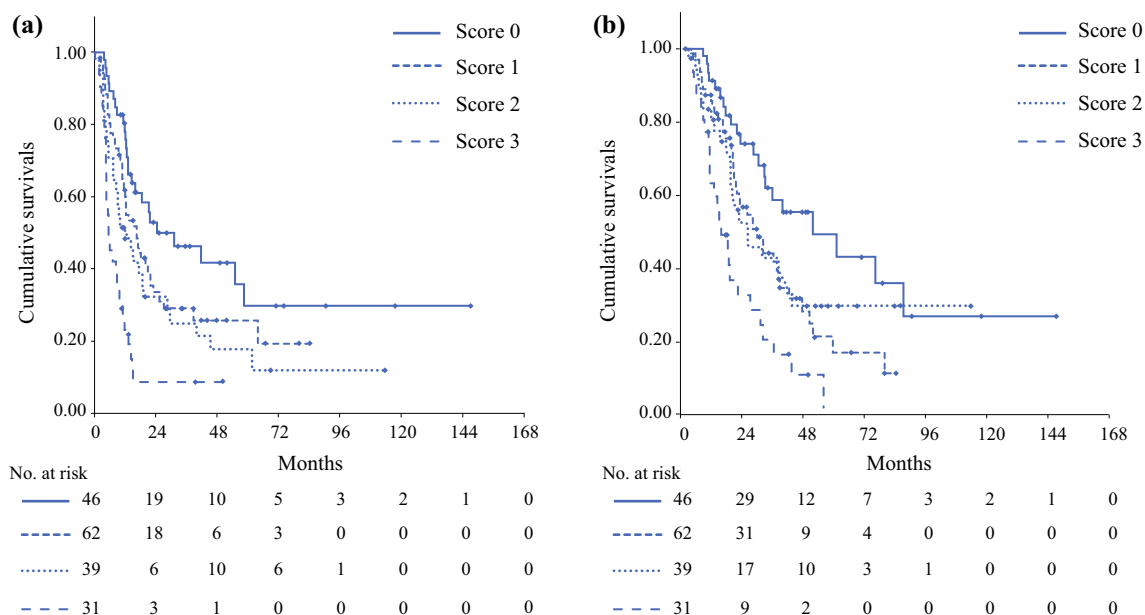 (a)
Score 0
Score 1
Score 2
Score 3
1.00
0.80
0.60
0.40
0.20
0.00
Cumulative survivals
0 24 48 72 96 120 144 168
Months
No. at risk
46 19 10 5 3 2 1 0
62 18 6 3 0 0 0 0
39 6 10 6 1 0 0 0
31 3 1 0 0 0 0 0
(b)
Score 0
Score 1
Score 2
Score 3
1.00
0.80
0.60
0.40
0.20
0.00
Cumulative survivals
0 24 48 72 96 120 144 168
Months
No. at risk
46 29 12 7 3 2 1 0
62 31 9 4 0 0 0 0
39 17 10 3 1 0 0 0
31 9 2 0 0 0 0 0